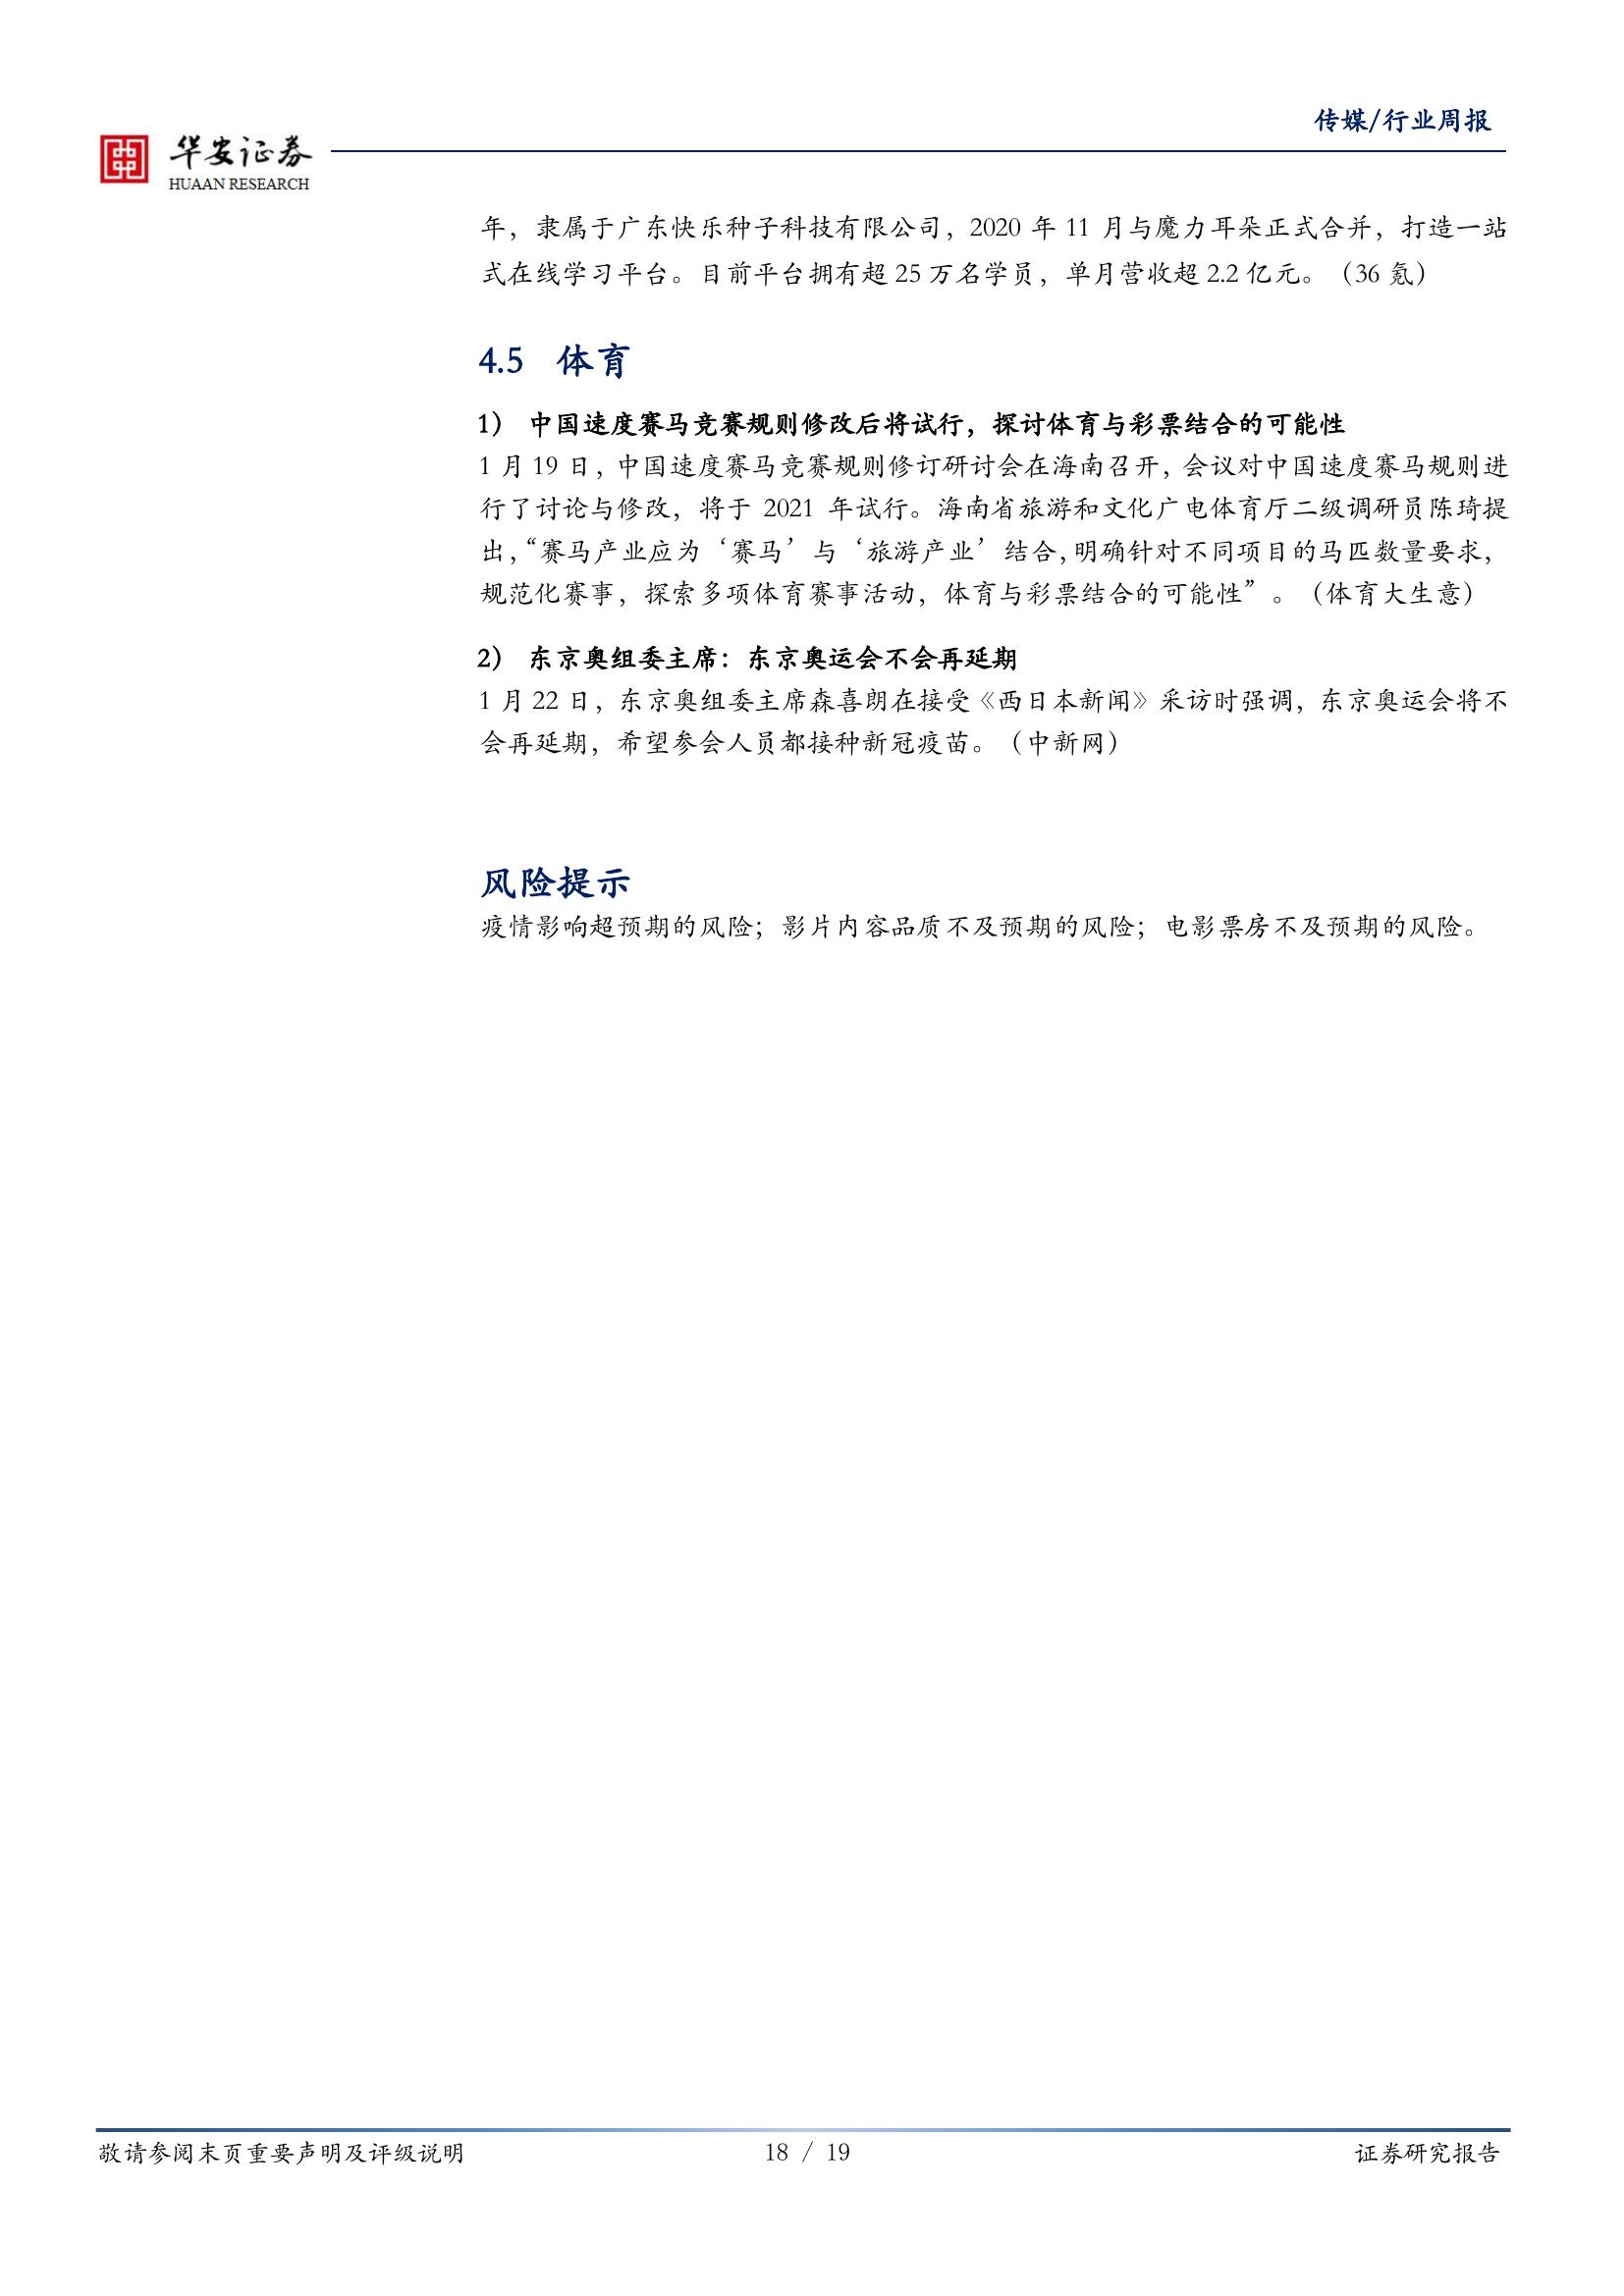 传媒/行业周报
华安证券
HUAAN RESEARCH
年，隶属于广东快乐种子科技有限公司，2020 年 11 月与魔力耳朵正式合并，打造一站
式在线学习平台。目前平台拥有超 25 万名学员，单月营收超 2.2 亿元。（36 氪）
4.5 体育
1） 中国速度赛马竞赛规则修改后将试行，探讨体育与彩票结合的可能性
1 月 19 日，中国速度赛马竞赛规则修订研讨会在海南召开，会议对中国速度赛马规则进
行了讨论与修改，将于 2021 年试行。海南省旅游和文化广电体育厅二级调研员陈琦提
出，“赛马产业应为‘赛马’与‘旅游产业’结合，明确针对不同项目的马匹数量要求，
规范化赛事，探索多项体育赛事活动，体育与彩票结合的可能性”。（体育大生意）
2） 东京奥组委主席：东京奥运会不会再延期
1 月 22 日，东京奥组委主席森喜朗在接受《西日本新闻》采访时强调，东京奥运会将不
会再延期，希望参会人员都接种新冠疫苗。（中新网）
风险提示
疫情影响超预期的风险；影片内容品质不及预期的风险；电影票房不及预期的风险。
敬请参阅末页重要声明及评级说明
18 / 19
证券研究报告